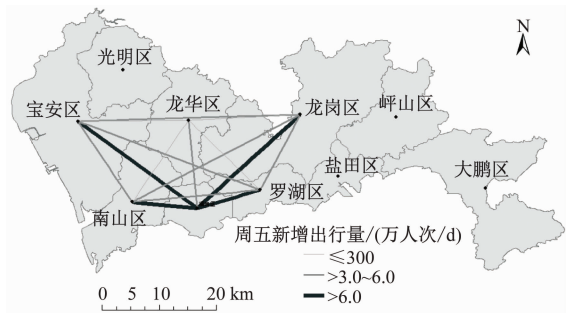 N
光明区
宝安区
龙华区
龙岗区
坪山区
盐田区
大鹏区
罗湖区
南山区
周五新增出行量/(万人次/d)
≤300
>3.0~6.0
>6.0
0 5 10 20 km